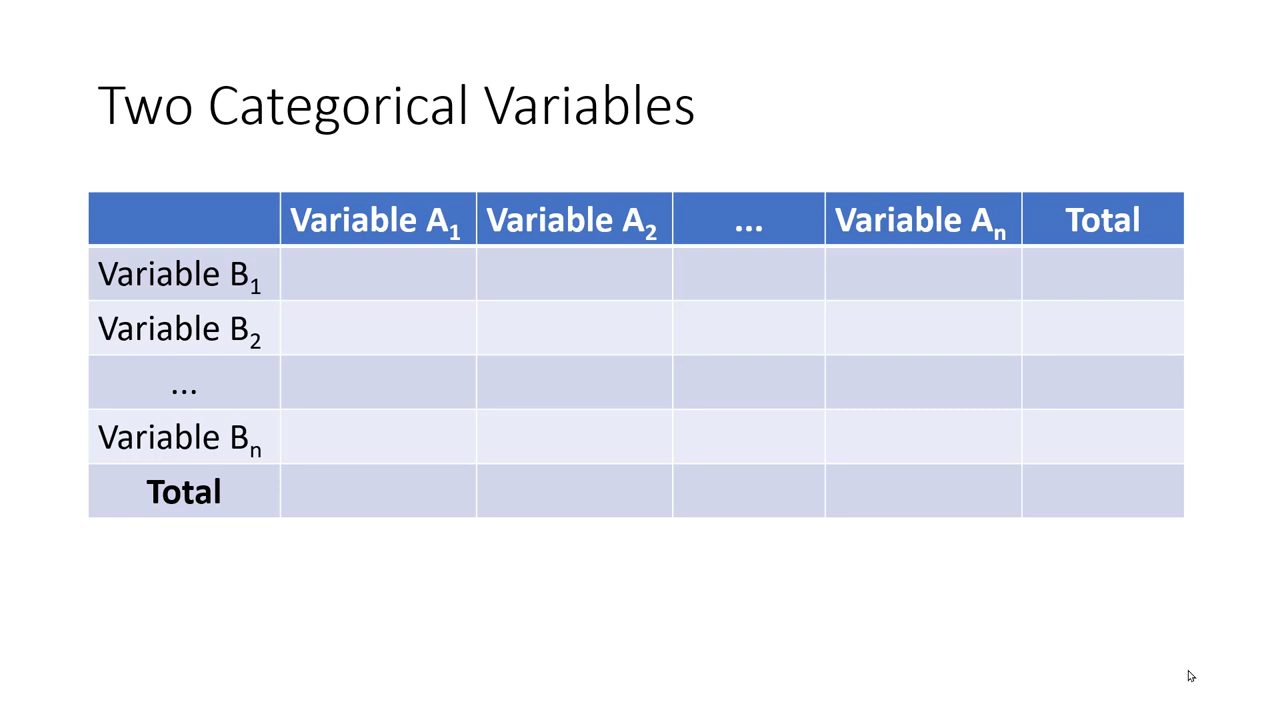 Two Categorical Variables
Variable A₁ Variable A₂ ... Variable Aₙ Total
Variable B₁
Variable B₂
...
Variable Bₙ
Total